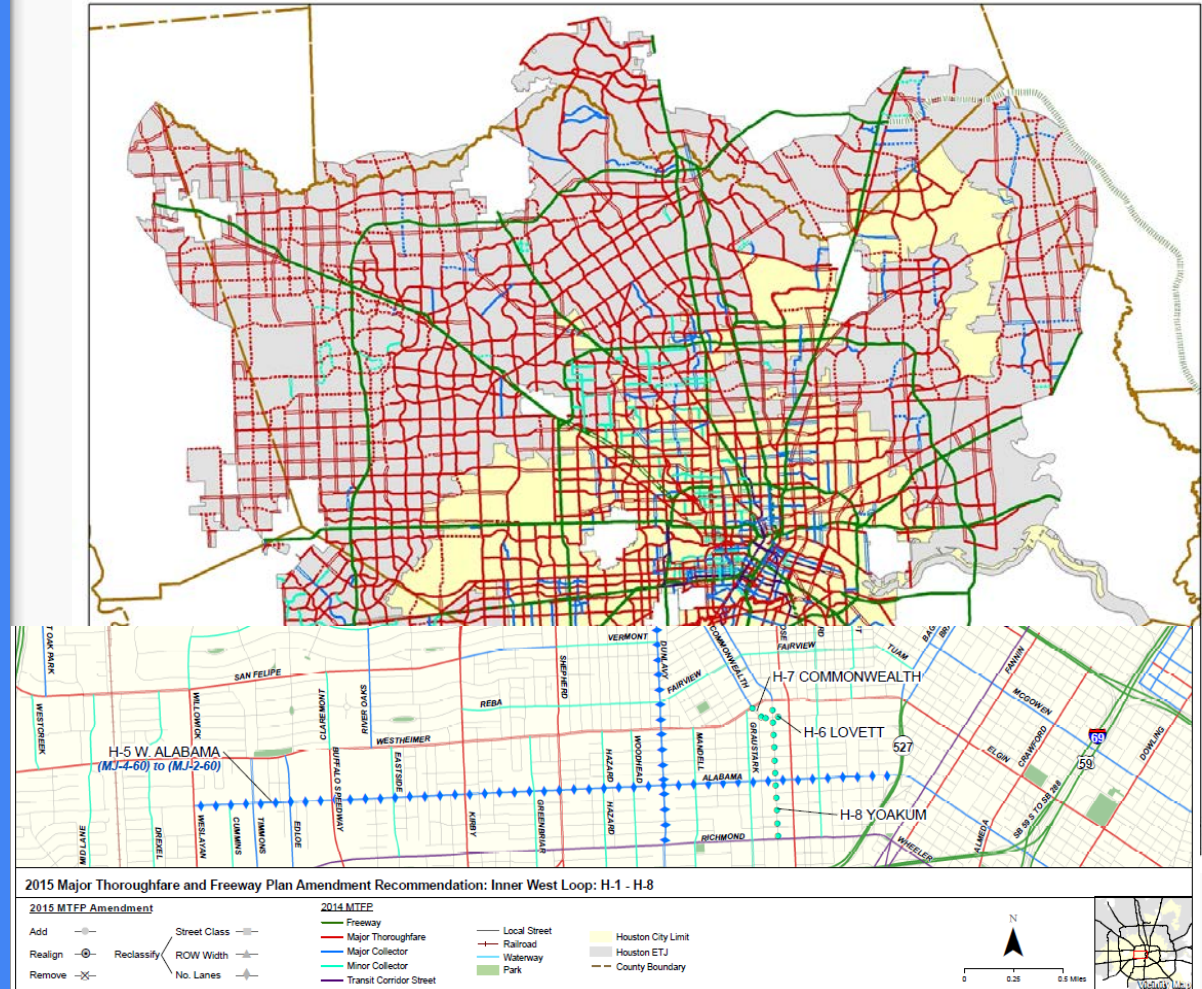 T OAK PARK
SAN FELIPE
VERMONT
DUNLAVY
COMMONWEALTH
FAIRVIEW
FAIRVIEW
TUAM
FANNIN
MCGOWEN
WESTCREEK
WILLOWICK
CLAREMONT
RIVER OAKS
SHEPHERD
REBA
H-7 COMMONWEALTH
H-5 W. ALABAMA
(MJ-4-60) to (MJ-2-60)
WESTHEIMER
H-6 LOVETT
527
69
59
ELGIN
CRAWFORD
DOWLING
BUFFALO SPEEDWAY
EASTSIDE
HAZARD
WOODHEAD
MANDELL
GRAUSTARK
ALABAMA
H-8 YOAKUM
MID LANE
DREXEL
WESLAYAN
CUMMINS
TIMMONS
EDLOE
KIRBY
GREENBRIAR
HAZARD
RICHMOND
WHEELER
ALMEDA
SB 59 S TO SB 288
2015 Major Thoroughfare and Freeway Plan Amendment Recommendation: Inner West Loop: H-1 - H-8
2015 MTFP Amendment
Add
Realign
Remove
Reclassify
Street Class
ROW Width
No. Lanes
2014 MTFP
Freeway
Major Thoroughfare
Major Collector
Minor Collector
Transit Corridor Street
Local Street
Railroad
Waterway
Park
Houston City Limit
Houston ETJ
County Boundary
N
0 0.25 0.5 Miles
Vicinity Map